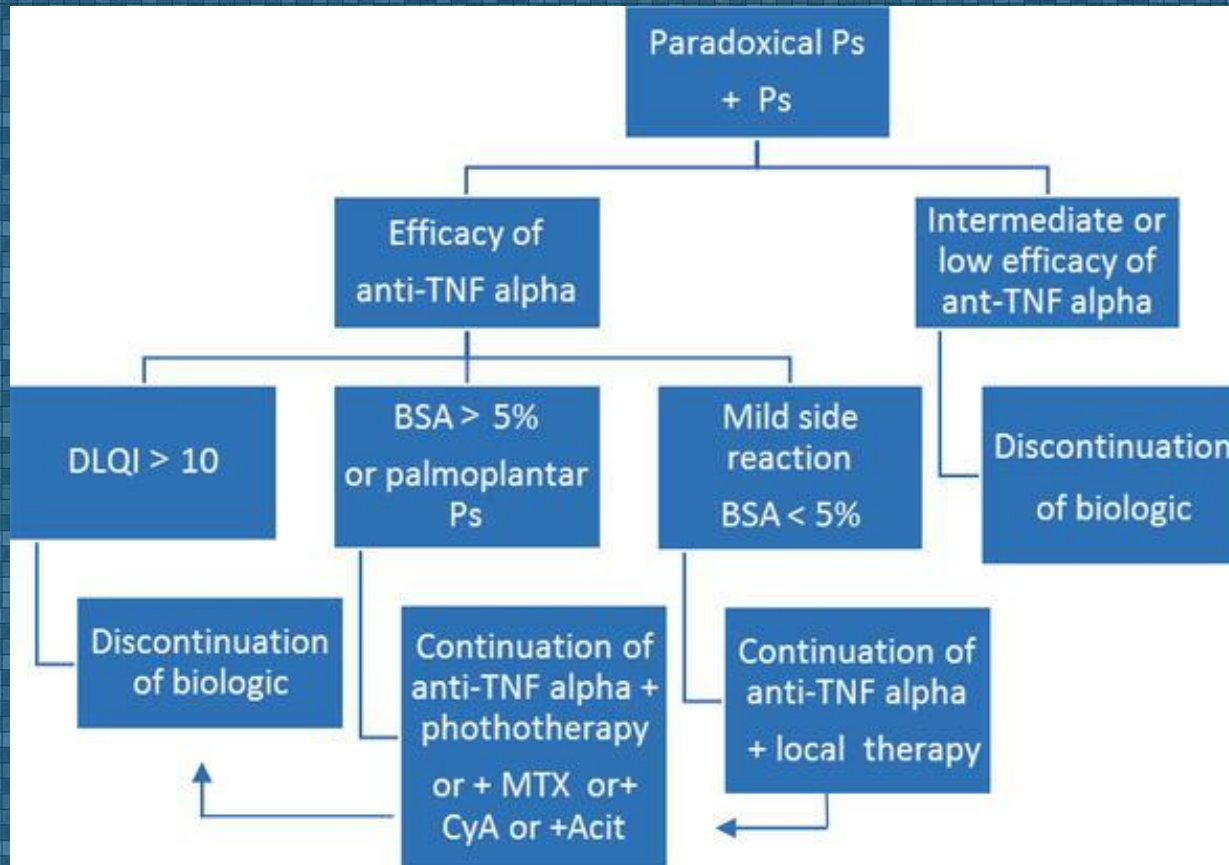 Paradoxical Ps
+ Ps
Efficacy of
anti-TNF alpha
Intermediate or
low efficacy of
ant-TNF alpha
DLQI > 10
BSA > 5%
or palmoplantar
Ps
Mild side
reaction
BSA < 5%
Discontinuation
of biologic
Discontinuation
of biologic
Continuation of
anti-TNF alpha +
phothotherapy
or + MTX or+
CyA or +Acit
Continuation of
anti-TNF alpha
+ local therapy